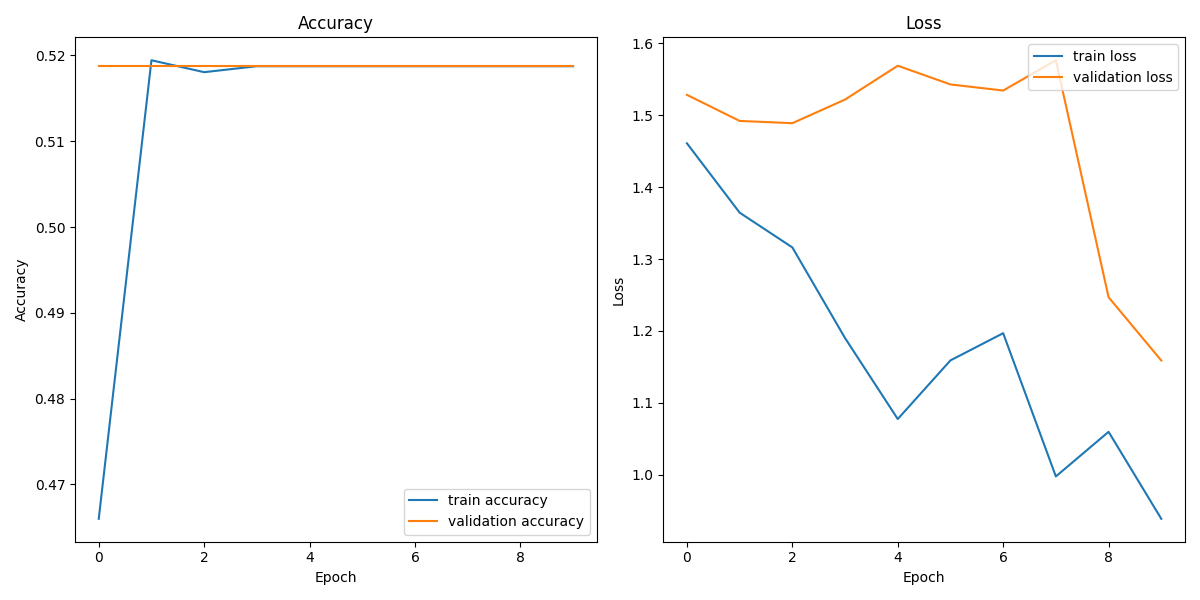 Accuracy
0.52
0.51
0.50
0.49
0.48
0.47
Accuracy
train accuracy
validation accuracy
0
2
4
6
8
Epoch
Loss
1.6
1.5
1.4
1.3
1.2
1.1
1.0
Loss
train loss
validation loss
0
2
4
6
8
Epoch